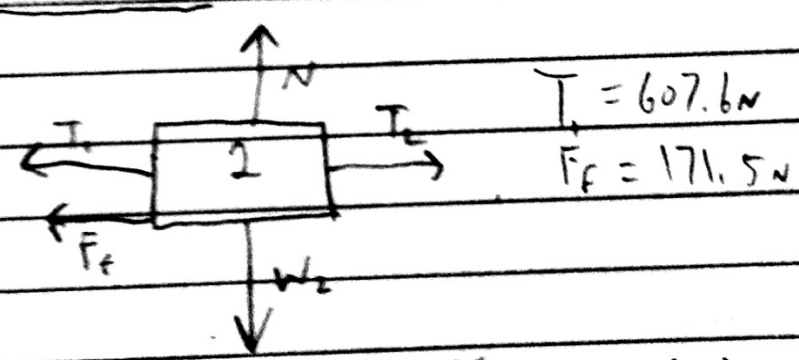 N
T₁ T₂ T₁ = 607.6N
2
F_f = 171.5N
F_f
W₂